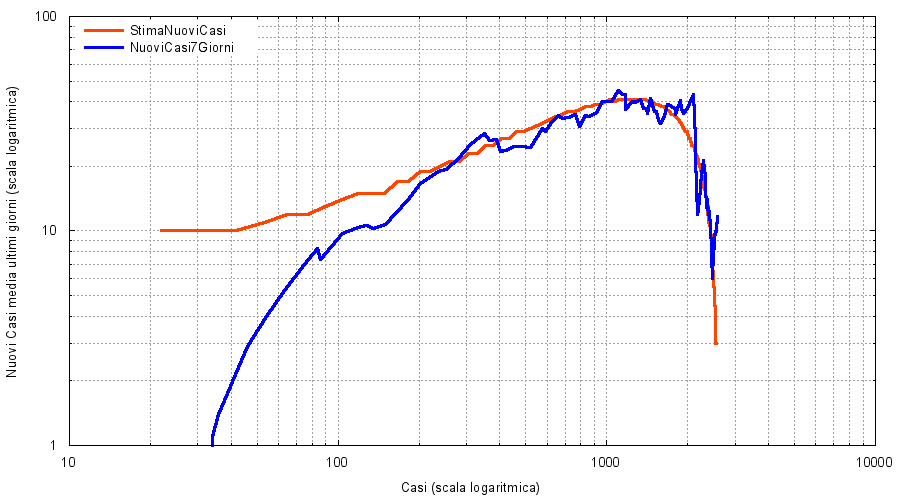 100
StimaNuoviCasi
NuoviCasi7Giorni
Nuovi Casi media ultimi giorni (scala logaritmica)
10
1
10
100
1000
10000
Casi (scala logaritmica)